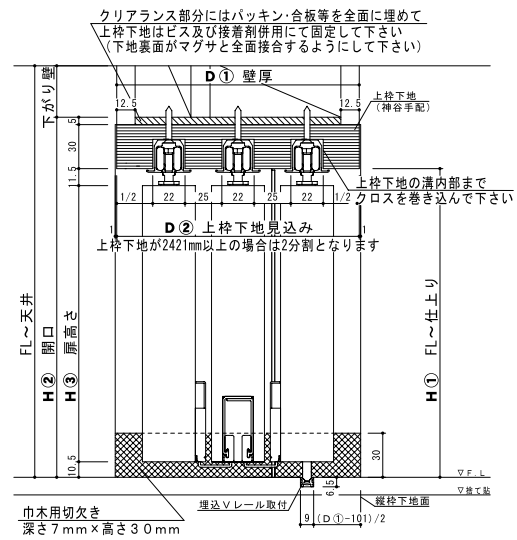 クリアランス部分にはパッキン・合板等を全面に埋めて
上枠下地はビス及び接着剤併用にて固定して下さい
（下地裏面がマグサと全面接合するようにして下さい）
D① 壁厚
12.5
12.5
上枠下地
（神谷手配）
下がり壁
5
30
11.5
上枠下地の溝内部まで
クロスを巻き込んで下さい
1/2
22
25
22
25
22
1/2
D② 上枠下地見込み
1
1
上枠下地が2421mm以上の場合は2分割となります
FL～天井
H② 開口
H③ 扉高さ
H① FL～仕上り
10.5
30
▽F.L
▽捨て貼
6.5
埋込Vレール取付
縦枠下地面
9
(D①-101)/2
巾木用切欠き
深さ7mm×高さ30mm